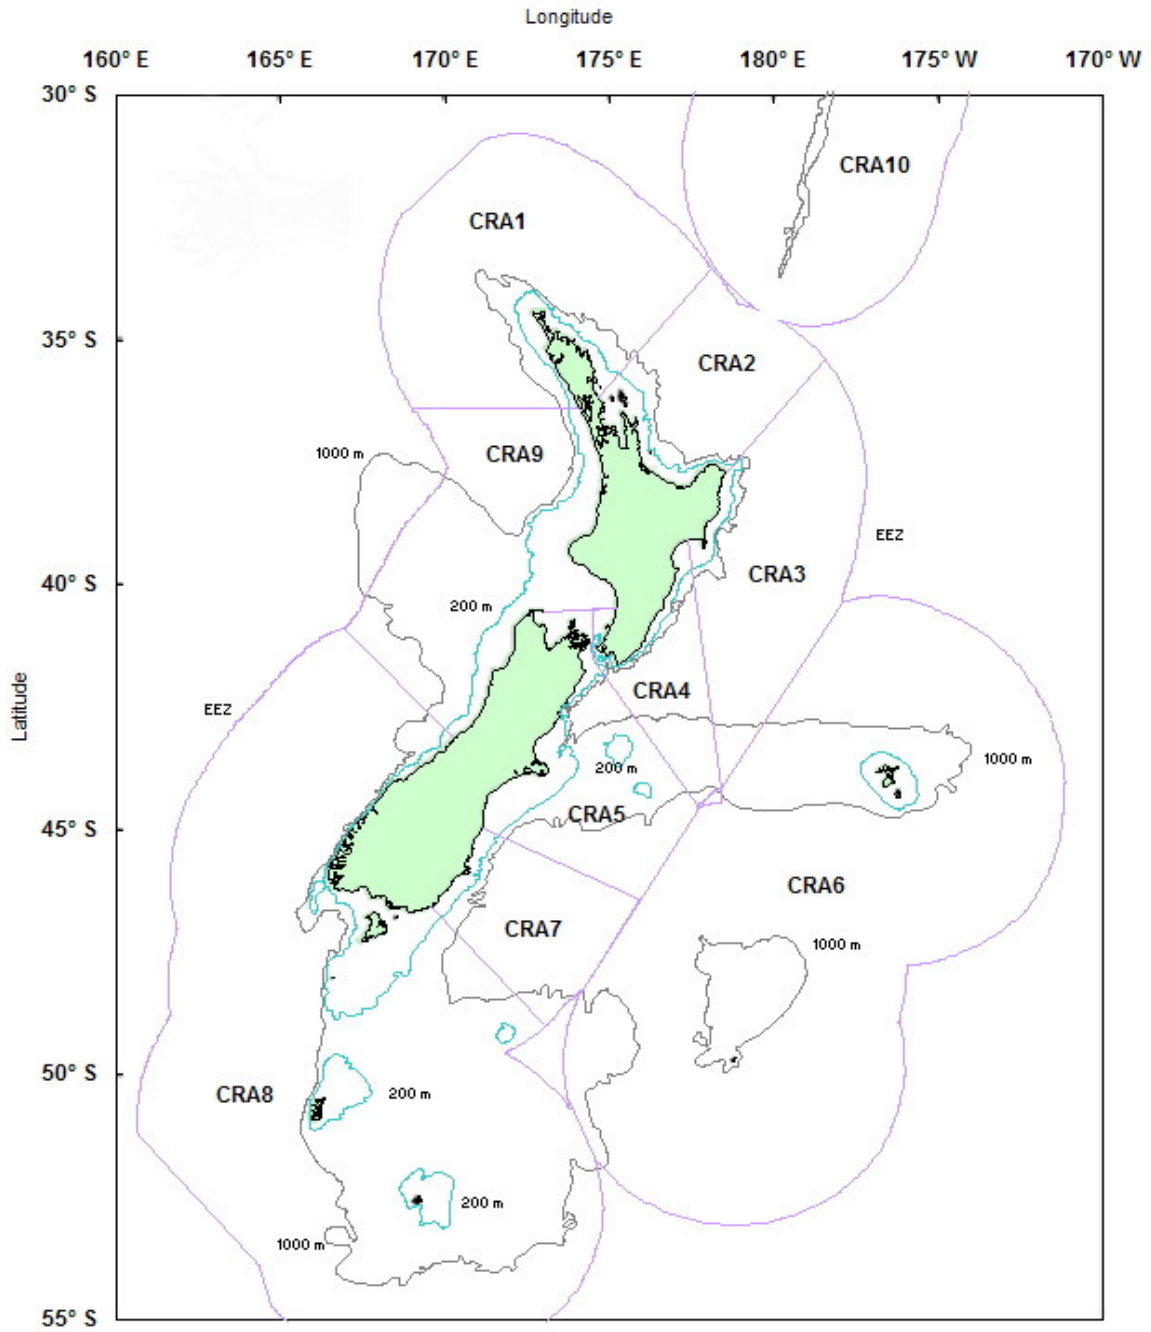 Longitude
160° E 165° E 170° E 175° E 180° E 175° W 170° W
30° S
CRA10
CRA1
35° S
CRA2
1000 m
CRA9
EEZ
CRA3
40° S
200 m
CRA4
Latitude
EEZ
1000 m
200 m
CRA5
45° S
CRA6
CRA7
1000 m
50° S
CRA8
200 m
200 m
1000 m
55° S